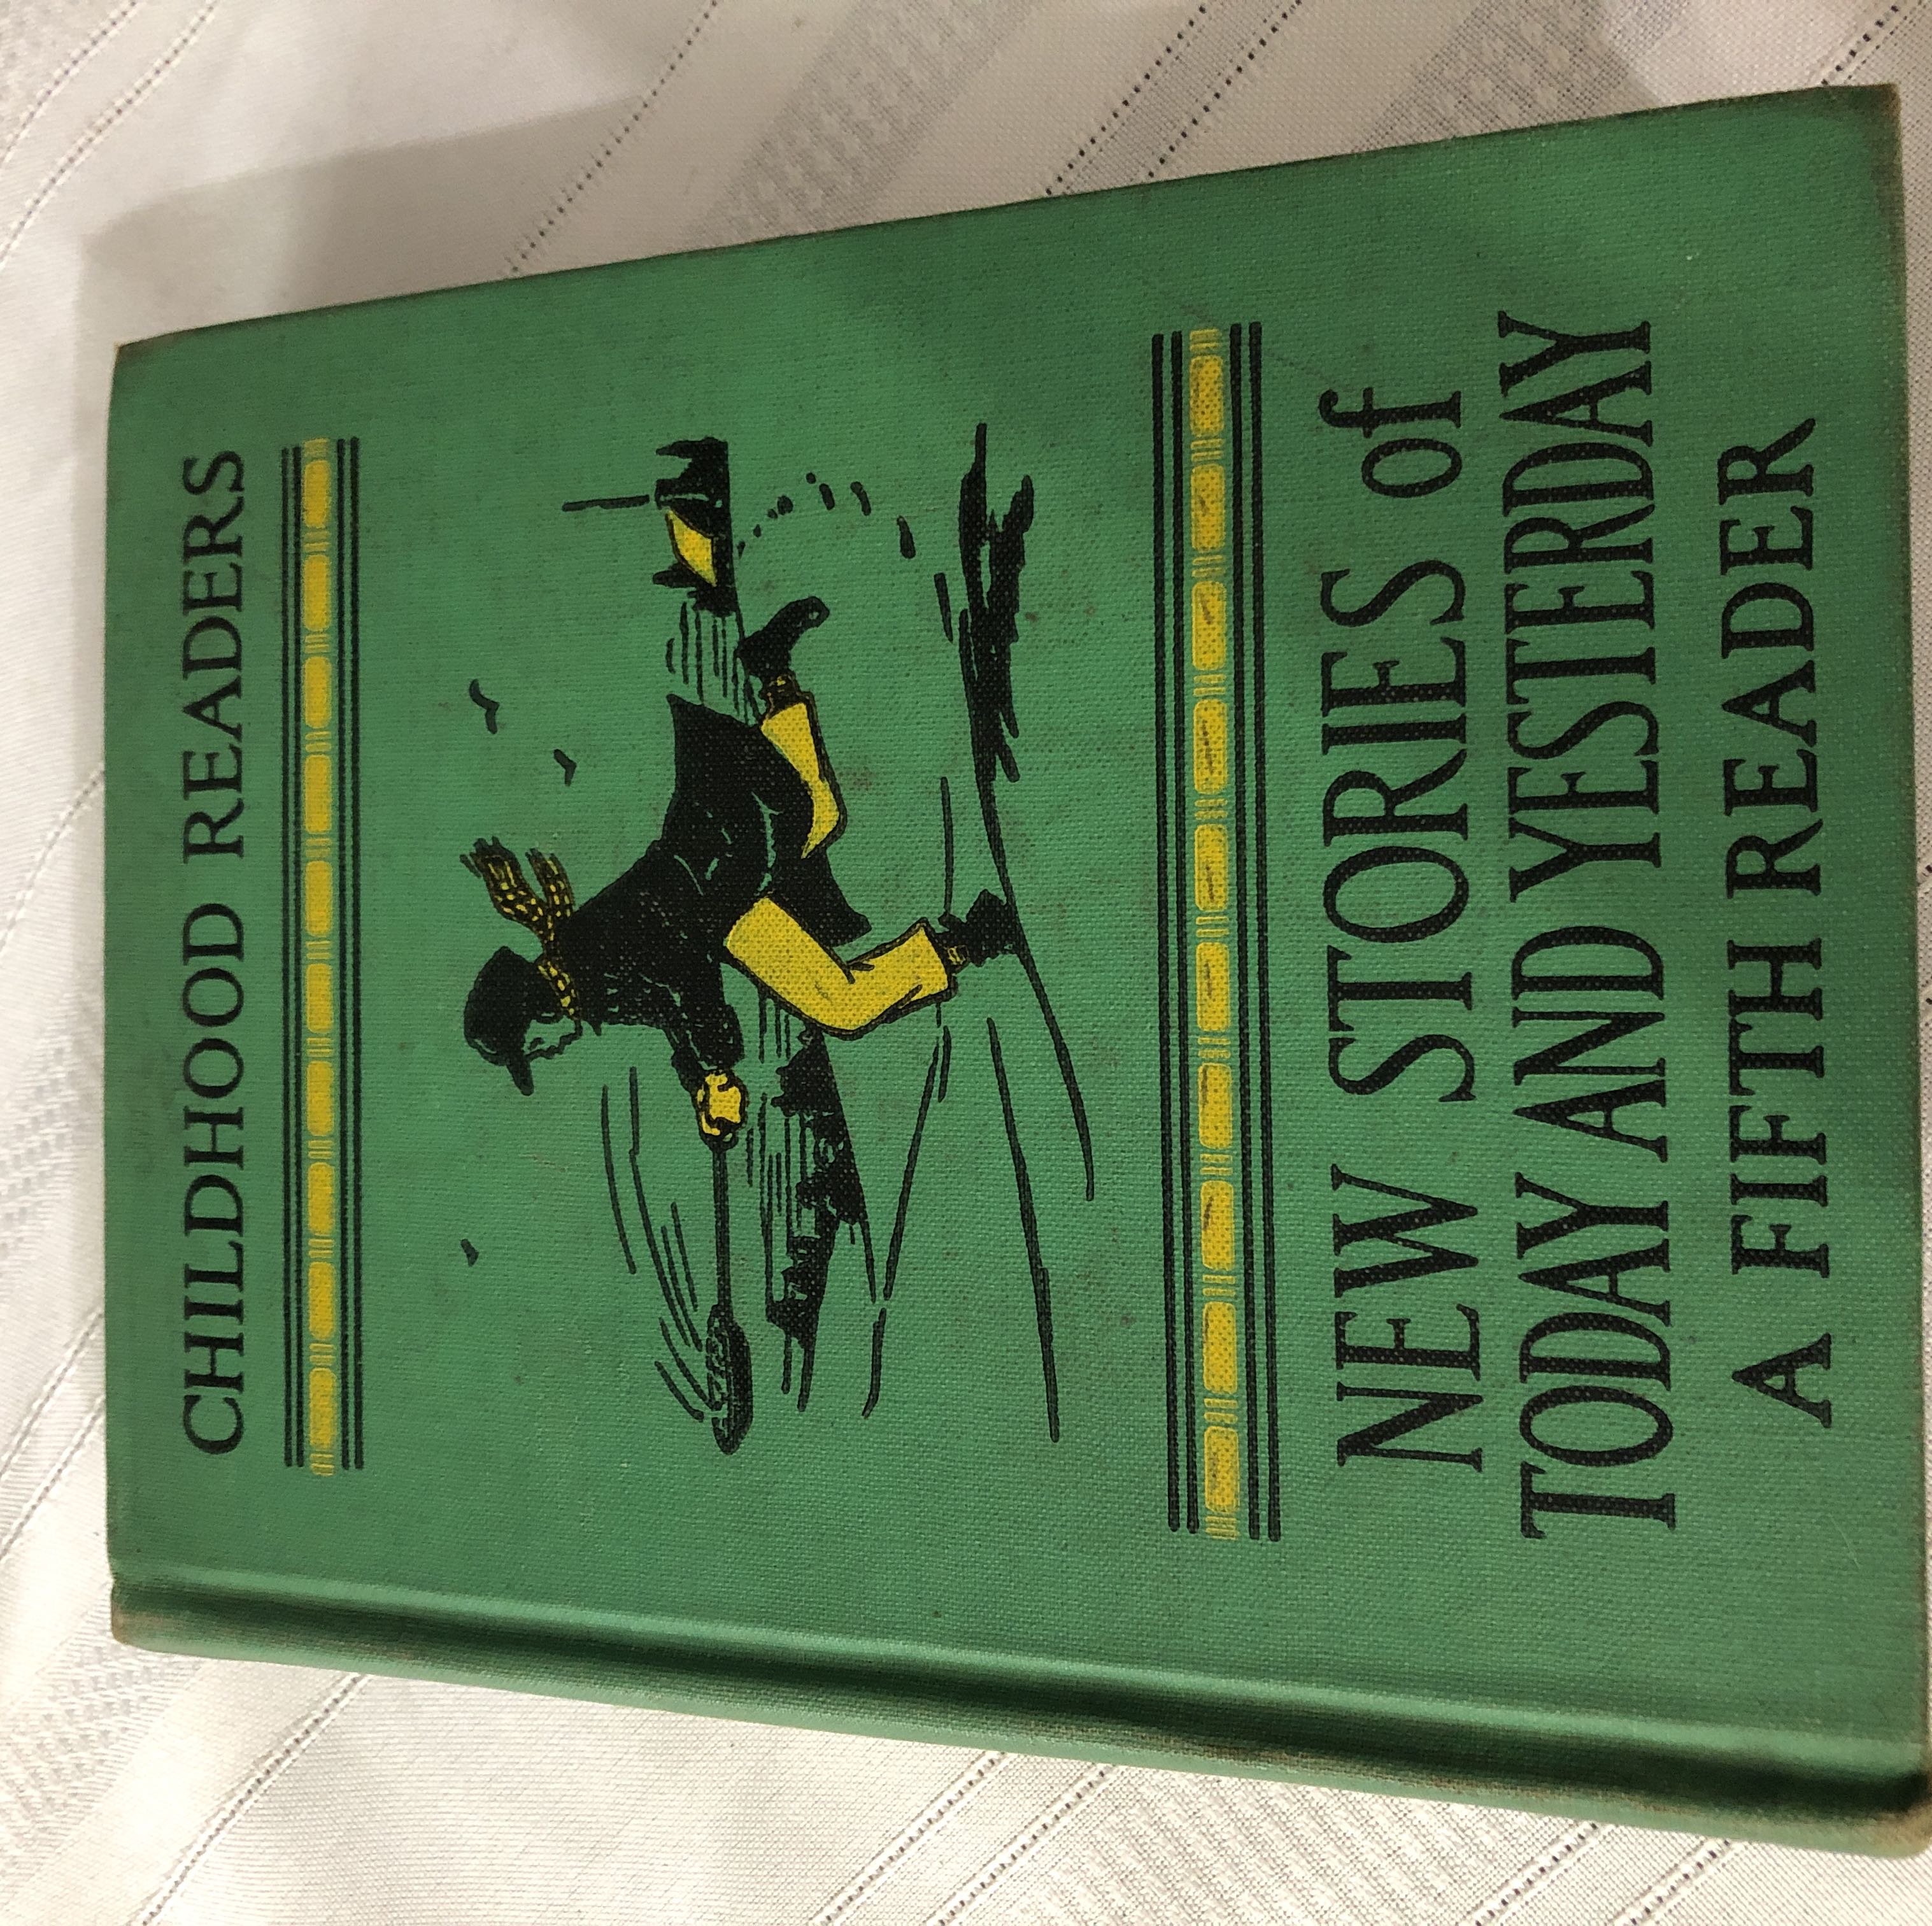 CHILDHOOD READERS
NEW STORIES of
TODAY AND YESTERDAY
A FIFTH READER